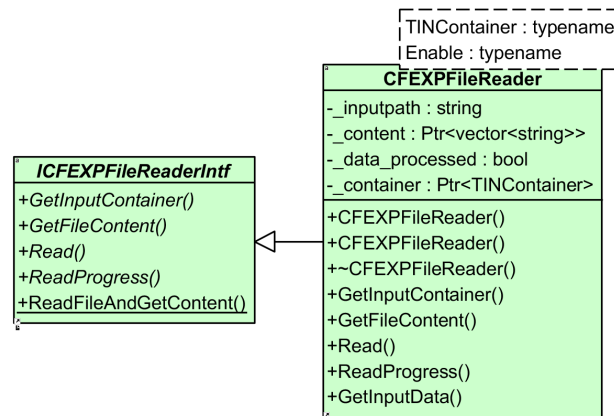 TINContainer : typename
Enable : typename
CFEXPFileReader
-_inputpath : string
-_content : Ptr<vector<string>>
-_data_processed : bool
-_container : Ptr<TINContainer>
+CFEXPFileReader()
+CFEXPFileReader()
+~CFEXPFileReader()
+GetInputContainer()
+GetFileContent()
+Read()
+ReadProgress()
+GetInputData()
ICFEXPFileReaderIntf
+GetInputContainer()
+GetFileContent()
+Read()
+ReadProgress()
+ReadFileAndGetContent()